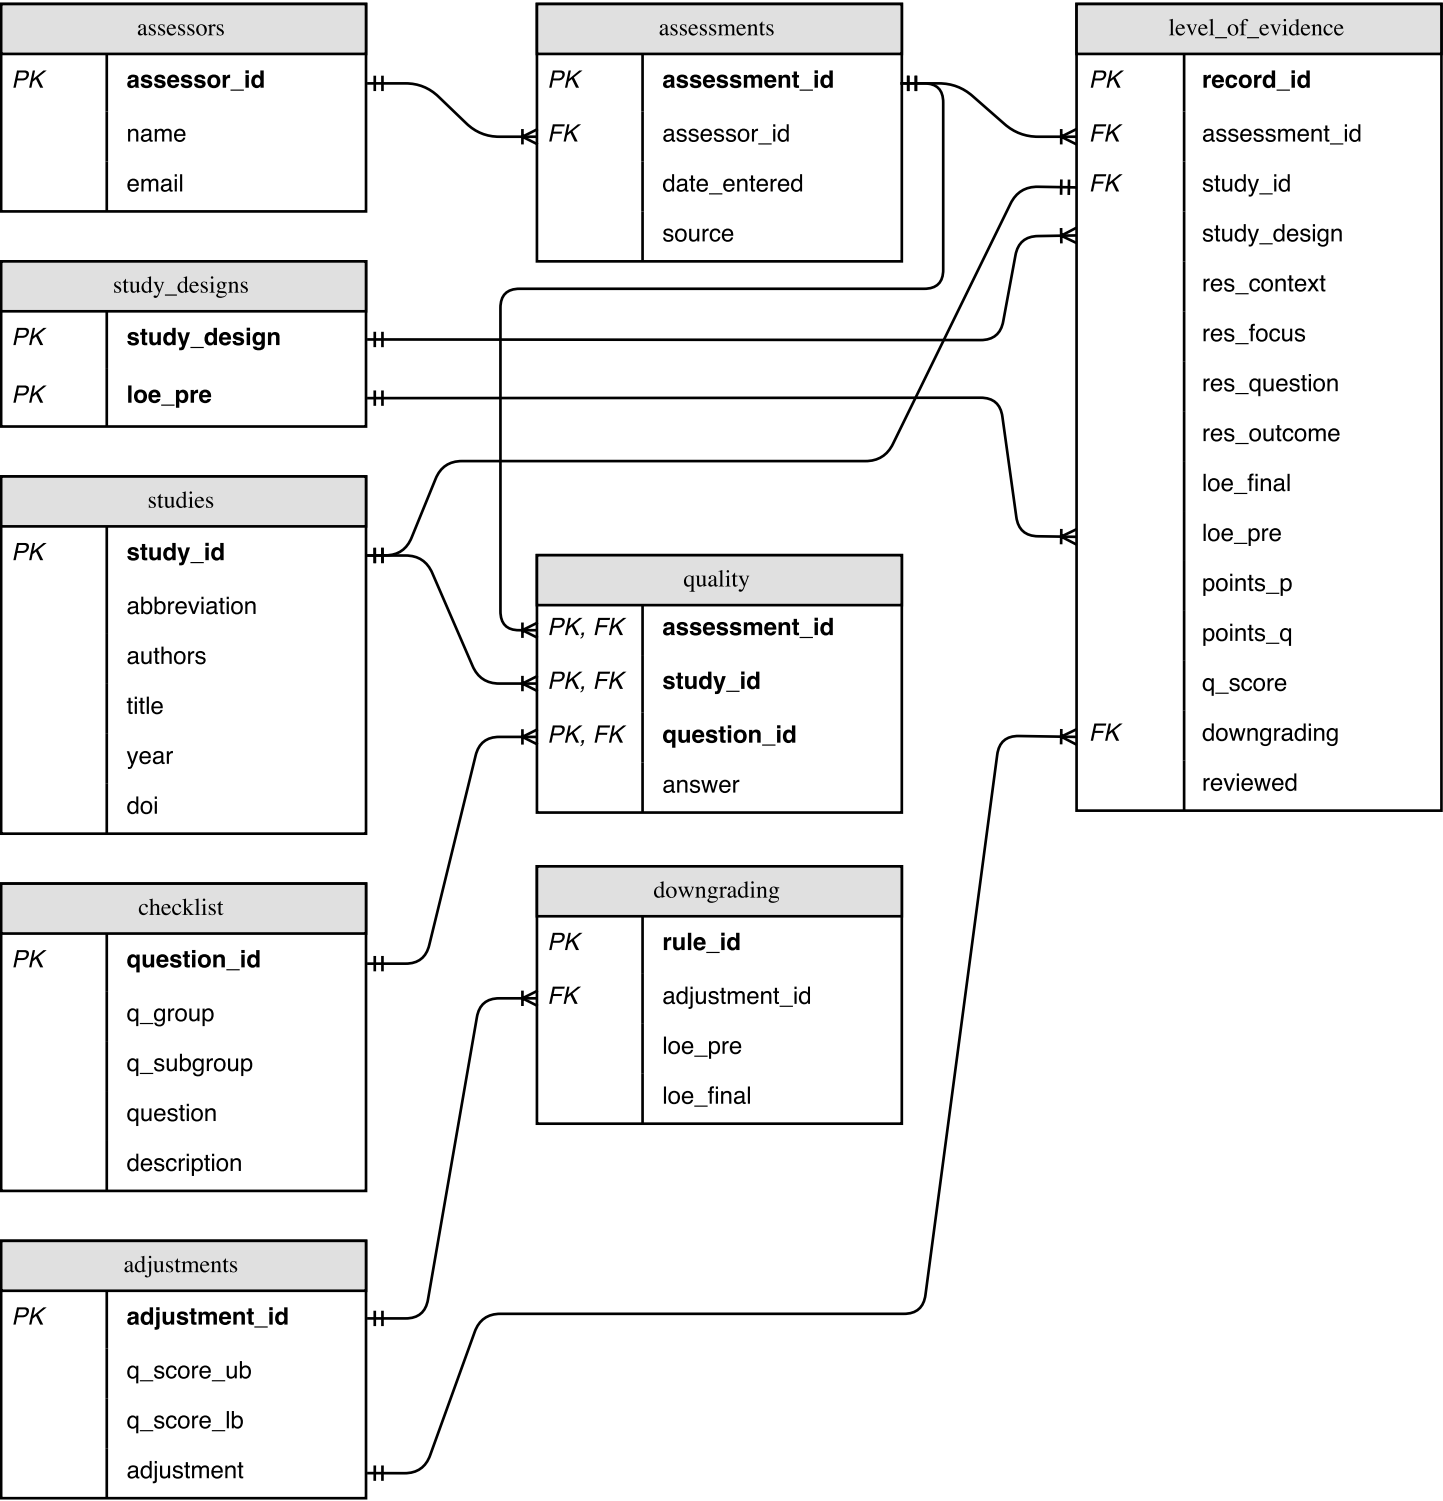 assessors
PK assessor_id
name
email
assessments
PK assessment_id
FK assessor_id
date_entered
source
level_of_evidence
PK record_id
FK assessment_id
FK study_id
study_design
res_context
res_focus
res_question
res_outcome
loe_final
loe_pre
points_p
points_q
q_score
FK downgrading
reviewed
study_designs
PK study_design
PK loe_pre
studies
PK study_id
abbreviation
authors
title
year
doi
quality
PK, FK assessment_id
PK, FK study_id
PK, FK question_id
answer
checklist
PK question_id
q_group
q_subgroup
question
description
downgrading
PK rule_id
FK adjustment_id
loe_pre
loe_final
adjustments
PK adjustment_id
q_score_ub
q_score_lb
adjustment